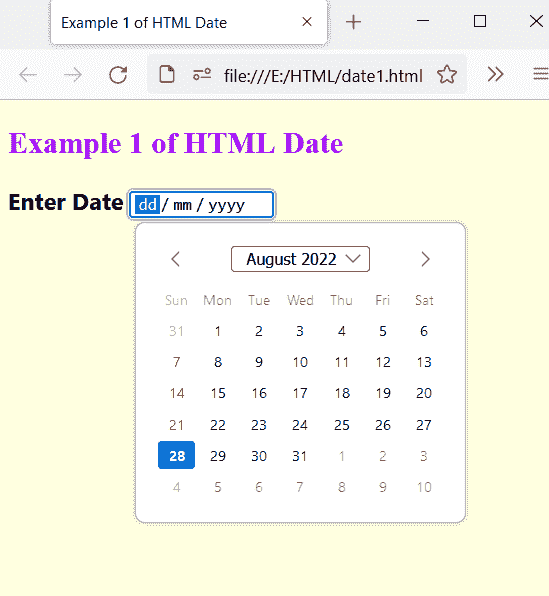 Example 1 of HTML Date
file:///E:/HTML/date1.html
Example 1 of HTML Date
Enter Date dd / mm / yyyy
August 2022
Sun Mon Tue Wed Thu Fri Sat
31 1 2 3 4 5 6
7 8 9 10 11 12 13
14 15 16 17 18 19 20
21 22 23 24 25 26 27
28 29 30 31 1 2 3
4 5 6 7 8 9 10